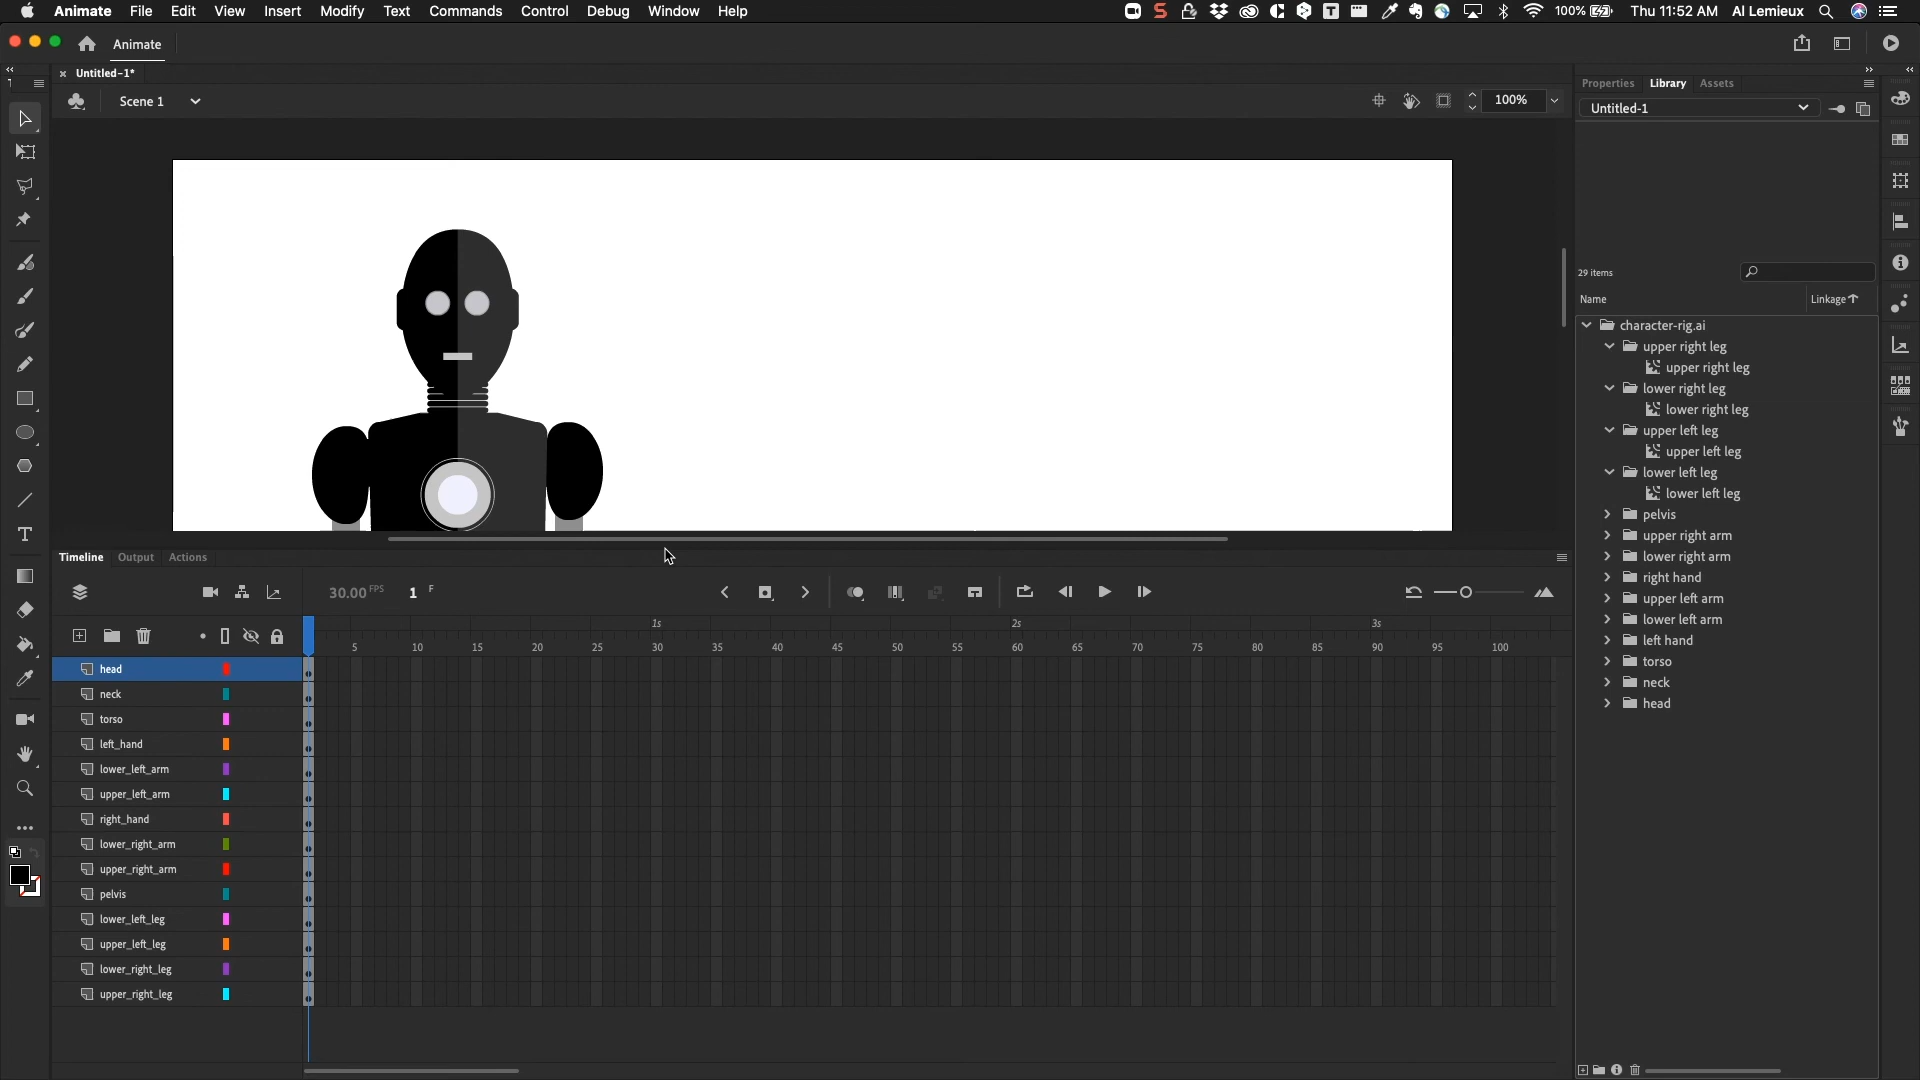 Animate File Edit View Insert Modify Text Commands Control Debug Window Help 100% Thu 11:52 AM Al Lemieux
Animate
Untitled-1*
Scene 1
100%
Properties Library Assets
Untitled-1
29 items
Name Linkage
character-rig.ai
upper right leg
upper right leg
lower right leg
lower right leg
upper left leg
upper left leg
lower left leg
lower left leg
pelvis
upper right arm
lower right arm
right hand
upper left arm
lower left arm
left hand
torso
neck
head
Timeline Output Actions
30.00 FPS 1 F
1s 2s 3s
5 10 15 20 25 30 35 40 45 50 55 60 65 70 75 80 85 90 95 100
head
neck
torso
left_hand
lower_left_arm
upper_left_arm
right_hand
lower_right_arm
upper_right_arm
pelvis
lower_left_leg
upper_left_leg
lower_right_leg
upper_right_leg